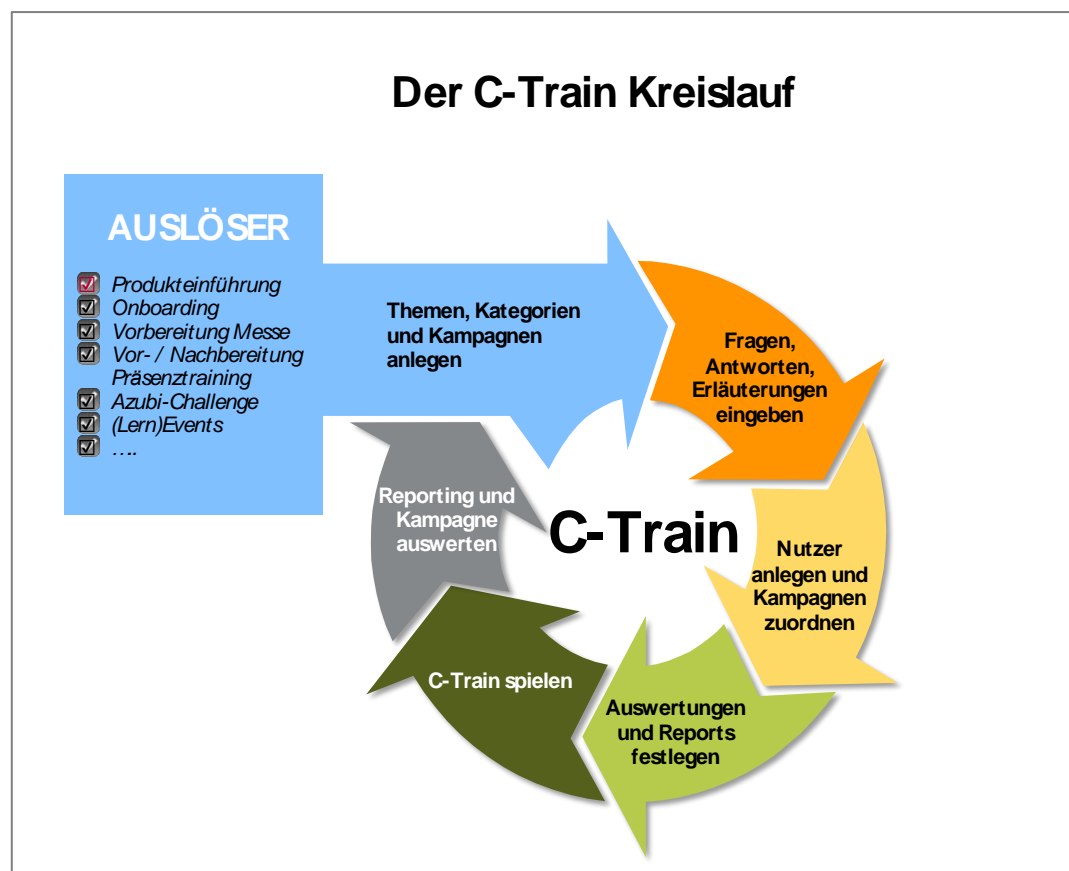 Der C-Train Kreislauf
AUSLÖSER
Produkteinführung
Onboarding
Vorbereitung Messe
Vor- / Nachbereitung
Präsenztraining
Azubi-Challenge
(Lern)Events
….
Themen, Kategorien
und Kampagnen
anlegen
Fragen,
Antworten,
Erläuterungen
eingeben
Nutzer
anlegen und
Kampagnen
zuordnen
Auswertungen
und Reports
festlegen
C-Train spielen
Reporting und
Kampagne
auswerten
C-Train